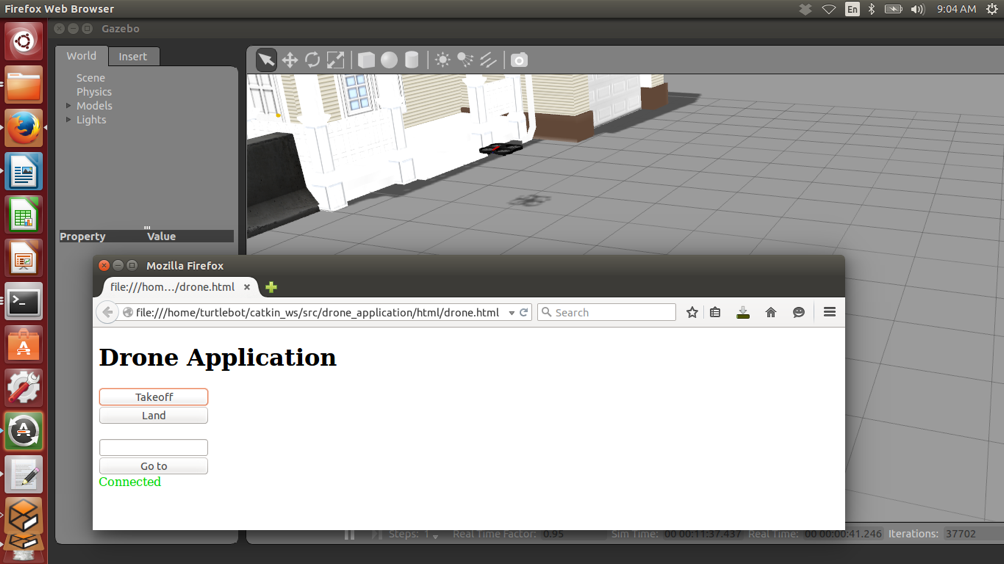 Firefox Web Browser
En
9:04 AM
Gazebo
World
Insert
Scene
Physics
Models
Lights
Property Value
Mozilla Firefox
file:///hom…/drone.html
file:///home/turtlebot/catkin_ws/src/drone_application/html/drone.html
Search
Drone Application
Takeoff
Land
Go to
Connected
Steps: 1 Real Time Factor: 0.95 Sim Time: 00 00:11:37.437 Real Time: 00 00:00:41.246 Iterations: 37702